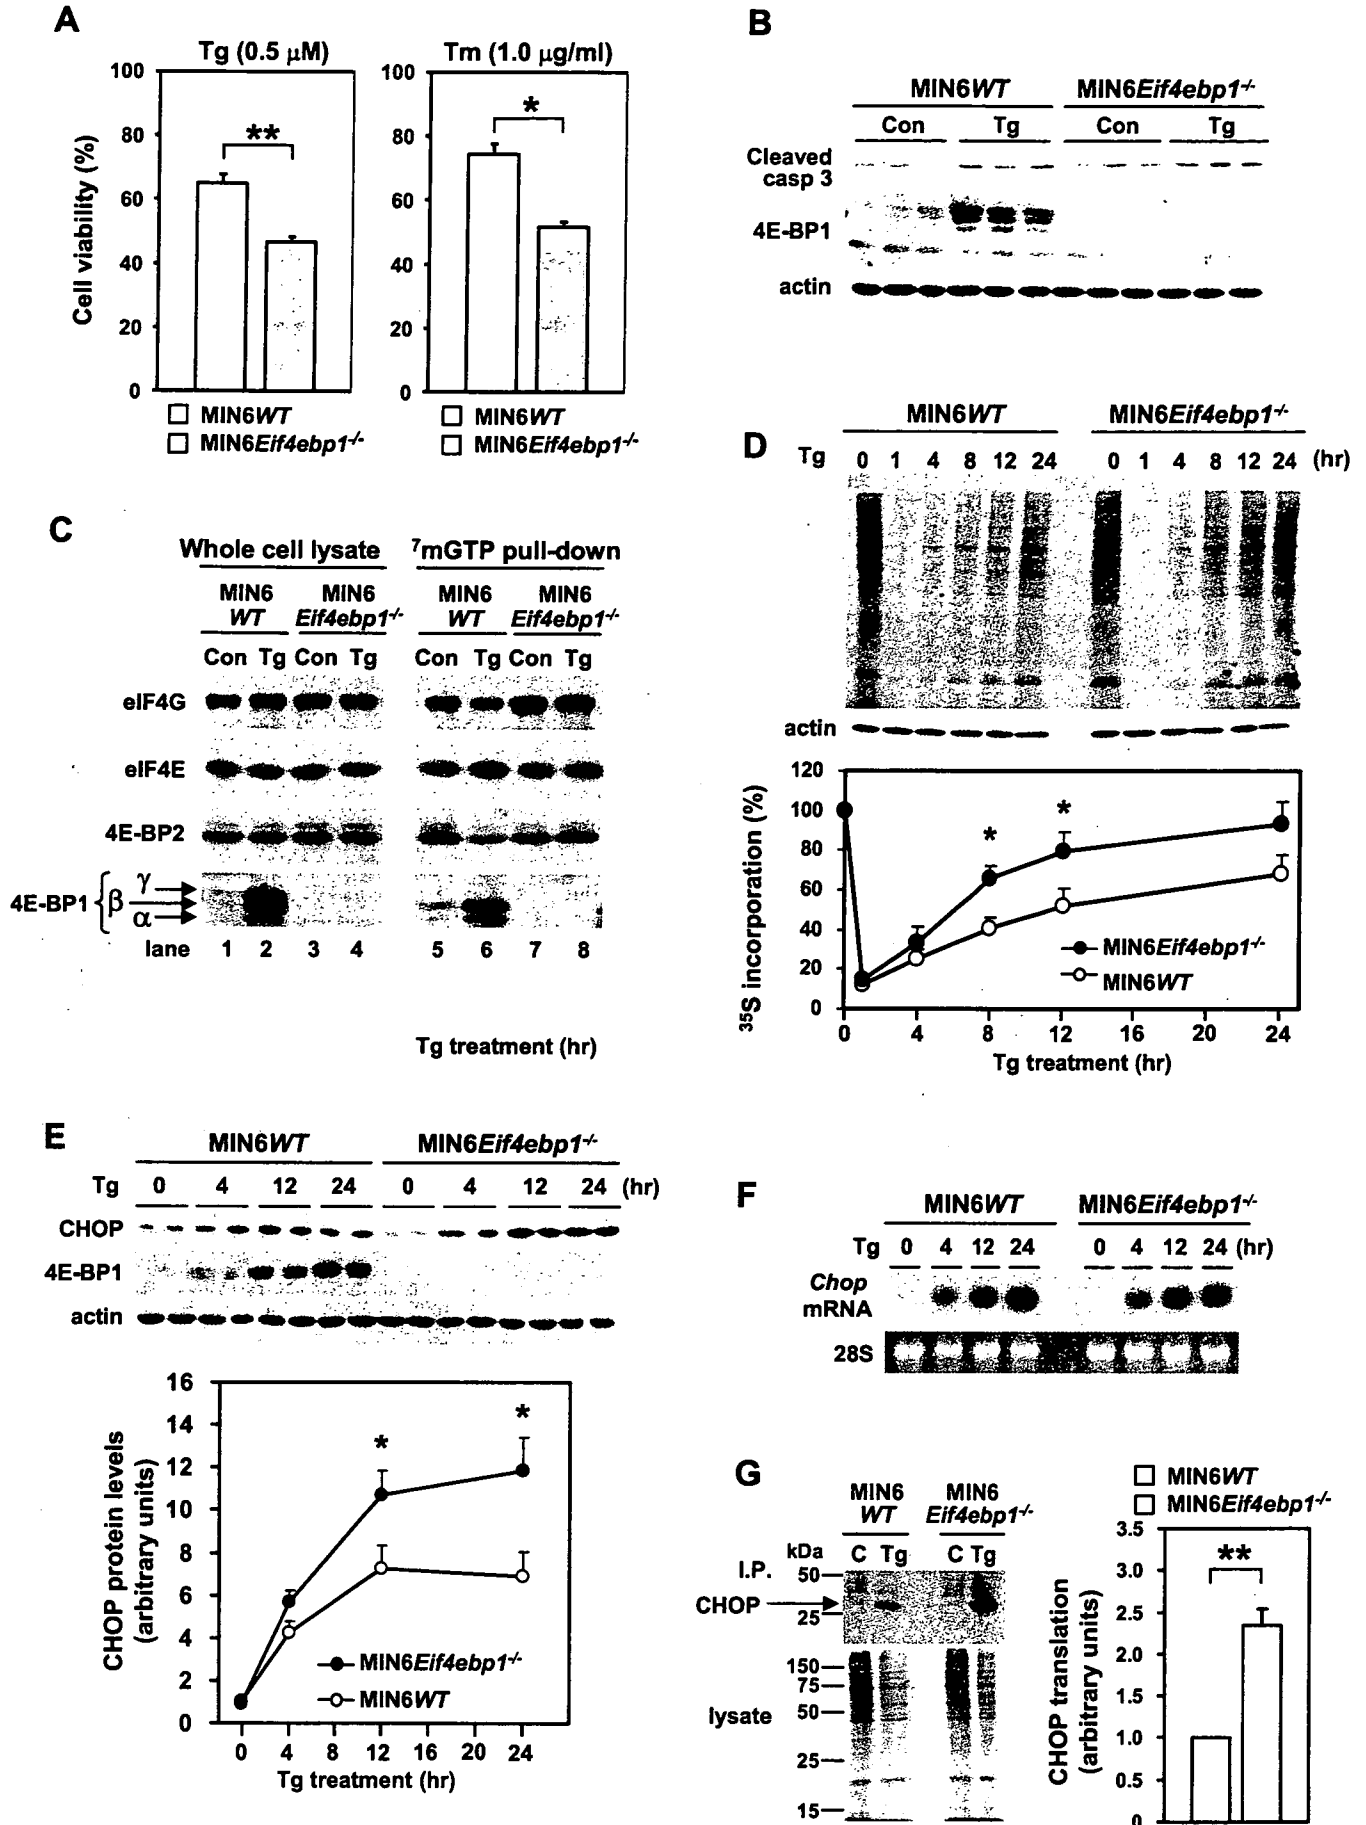 A
Tg (0.5 μM)
Tm (1.0 μg/ml)
Cell viability (%)
100
80
60
40
20
0
**
100
80
60
40
20
0
*
MIN6WT
MIN6Eif4ebp1-/-
MIN6WT
MIN6Eif4ebp1-/-
B
MIN6WT MIN6Eif4ebp1-/-
Con Tg Con Tg
Cleaved
casp 3
4E-BP1
actin
C
Whole cell lysate 7mGTP pull-down
MIN6 MIN6 MIN6 MIN6
WT Eif4ebp1-/- WT Eif4ebp1-/-
Con Tg Con Tg Con Tg Con Tg
eIF4G
eIF4E
4E-BP2
4E-BP1 { γ β α
lane 1 2 3 4 5 6 7 8
Tg treatment (hr)
D
MIN6WT MIN6Eif4ebp1-/-
Tg 0 1 4 8 12 24 0 1 4 8 12 24 (hr)
actin
35S incorporation (%)
120
100
80
60
40
20
0
* *
MIN6Eif4ebp1-/-
MIN6WT
0 4 8 12 16 20 24
Tg treatment (hr)
E
MIN6WT MIN6Eif4ebp1-/-
Tg 0 4 12 24 0 4 12 24 (hr)
CHOP
4E-BP1
actin
CHOP protein levels
(arbitrary units)
16
14
12
10
8
6
4
2
0
* *
MIN6Eif4ebp1-/-
MIN6WT
0 4 8 12 16 20 24
Tg treatment (hr)
F
MIN6WT MIN6Eif4ebp1-/-
Tg 0 4 12 24 0 4 12 24 (hr)
Chop
mRNA
28S
G
MIN6 MIN6
WT Eif4ebp1-/-
kDa C Tg C Tg
I.P. 50
CHOP
25
150
75
50
lysate
25
15
MIN6WT
MIN6Eif4ebp1-/-
CHOP translation
(arbitrary units)
3.5
3.0
2.5
2.0
1.5
1.0
0.5
0
**